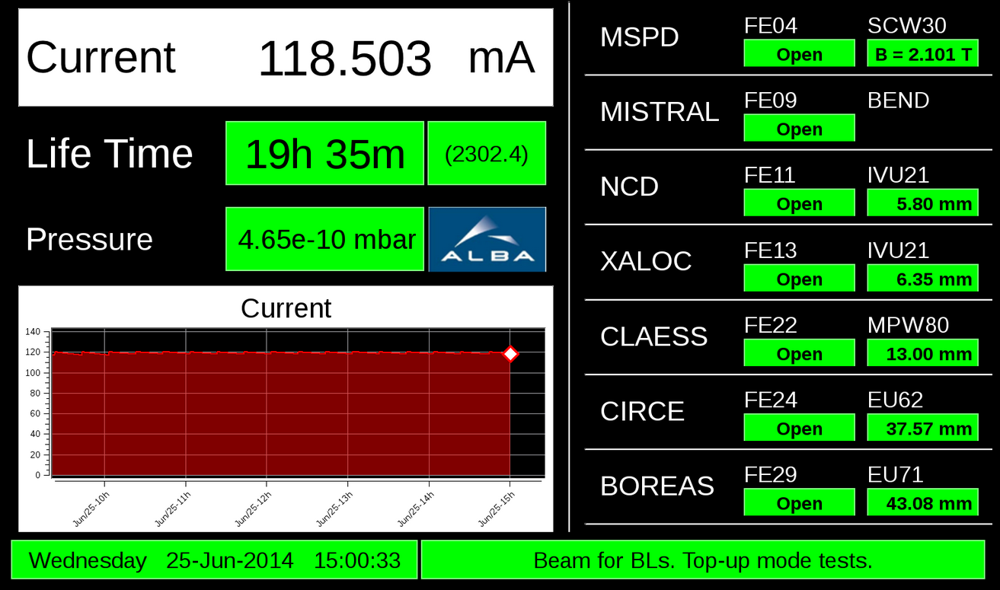 Current 118.503 mA
Life Time 19h 35m (2302.4)
Pressure 4.65e-10 mbar ALBA
Current
140
120
100
80
60
40
20
0
Jun/25-10h Jun/25-11h Jun/25-12h Jun/25-13h Jun/25-14h Jun/25-15h
FE04 SCW30
MSPD Open B = 2.101 T
FE09 BEND
MISTRAL Open
FE11 IVU21
NCD Open 5.80 mm
FE13 IVU21
XALOC Open 6.35 mm
FE22 MPW80
CLAESS Open 13.00 mm
FE24 EU62
CIRCE Open 37.57 mm
FE29 EU71
BOREAS Open 43.08 mm
Wednesday 25-Jun-2014 15:00:33 Beam for BLs. Top-up mode tests.